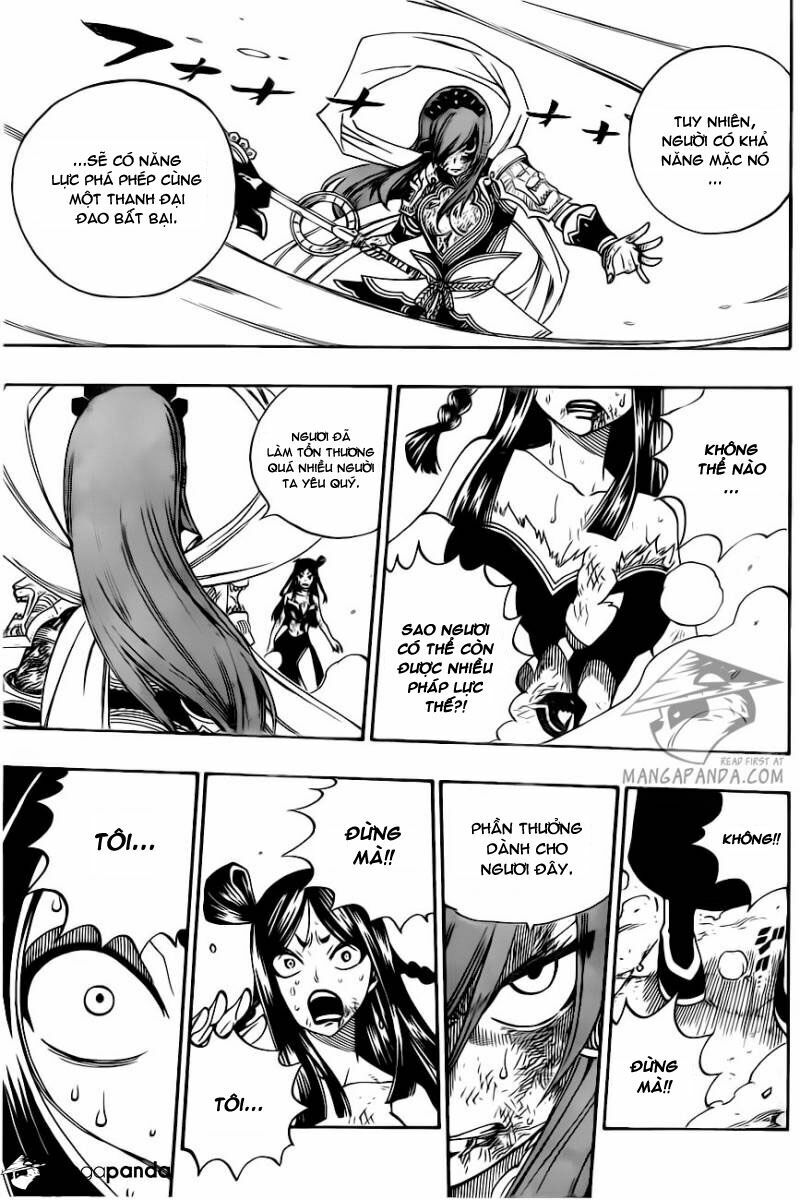 TUY NHIÊN,
NGƯỜI CÓ KHẢ
NĂNG MẶC NÓ
...
...SẼ CÓ NĂNG
LỰC PHÁ PHÉP CÙNG
MỘT THANH ĐẠI
ĐAO BẤT BẠI.
KHÔNG
THỂ NÀO
...
SAO NGƯƠI
CÓ THỂ CÒN
ĐƯỢC NHIỀU
PHÁP LỰC
THẾ?!
NGƯƠI ĐÃ
LÀM TỔN THƯƠNG
QUÁ NHIỀU NGƯỜI
TA YÊU QUÝ.
READ FIRST AT
MANGAPANDA.COM
KHÔNG!!
ĐỪNG
MÀ!!
PHẦN THƯỞNG
DÀNH CHO
NGƯƠI ĐÂY.
ĐỪNG
MÀ!!
TÔI...
TÔI...
mangapanda